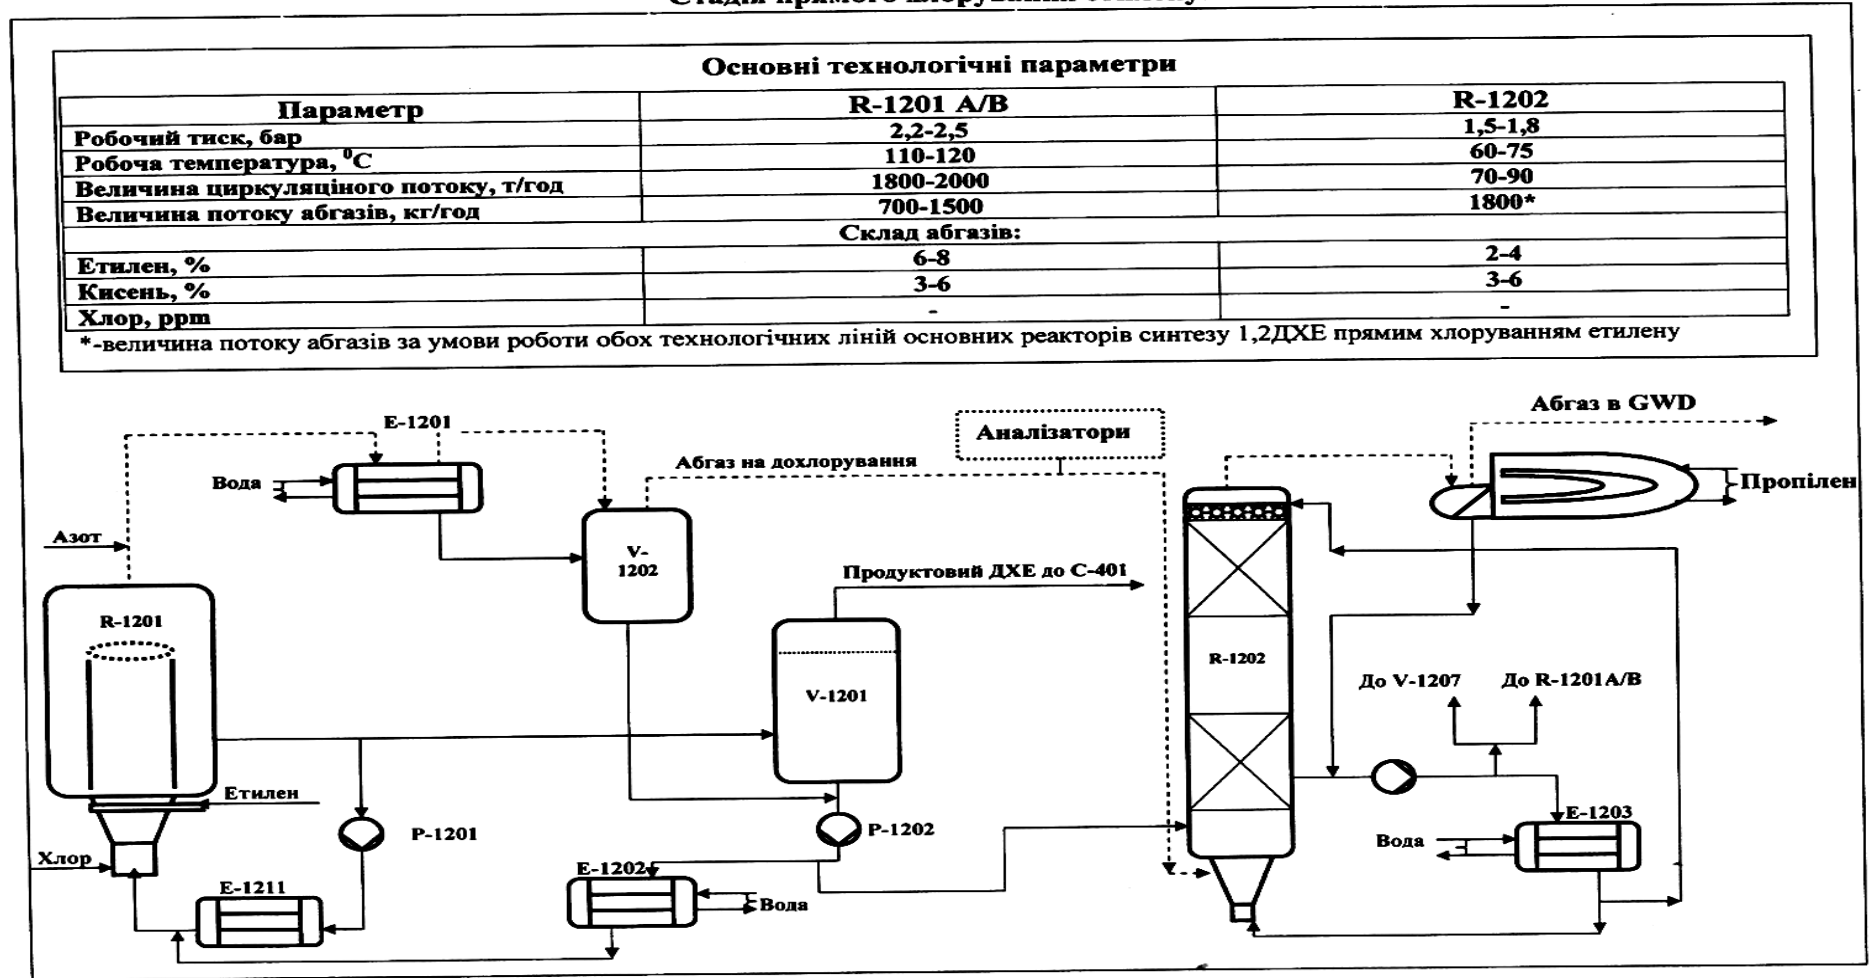 Стадія прямого хлорування етилену
Основні технологічні параметри
Параметр R-1201 A/B R-1202
Робочий тиск, бар 2,2-2,5 1,5-1,8
Робоча температура, ⁰С 110-120 60-75
Величина циркуляціного потоку, т/год 1800-2000 70-90
Величина потоку абгазів, кг/год 700-1500 1800*
Склад абгазів:
Етилен, % 6-8 2-4
Кисень, % 3-6 3-6
Хлор, ppm - -
*-величина потоку абгазів за умови роботи обох технологічних ліній основних реакторів синтезу 1,2ДХЕ прямим хлоруванням етилену
Абгаз в GWD
E-1201
Аналізатори
Абгаз на дохлорування
Вода
Пропілен
Азот
V-
1202
Продуктовий ДХЕ до С-401
R-1201
R-1202
До V-1207
До R-1201A/B
V-1201
Етилен
P-1201
P-1202
E-1203
Вода
Хлор
E-1202
E-1211
Вода